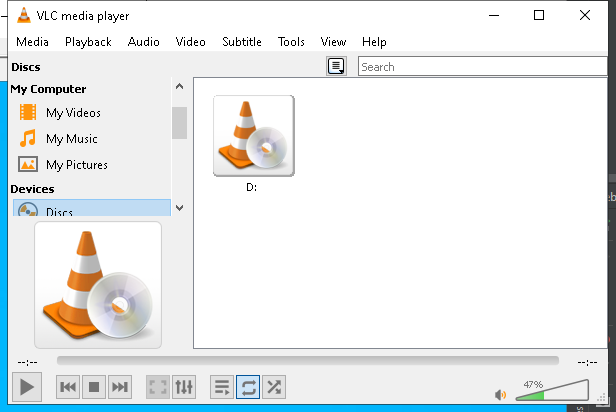 VLC media player
Media Playback Audio Video Subtitle Tools View Help
Discs
Search
My Computer
My Videos
My Music
My Pictures
Devices
Discs
D:
--:--
--:--
47%